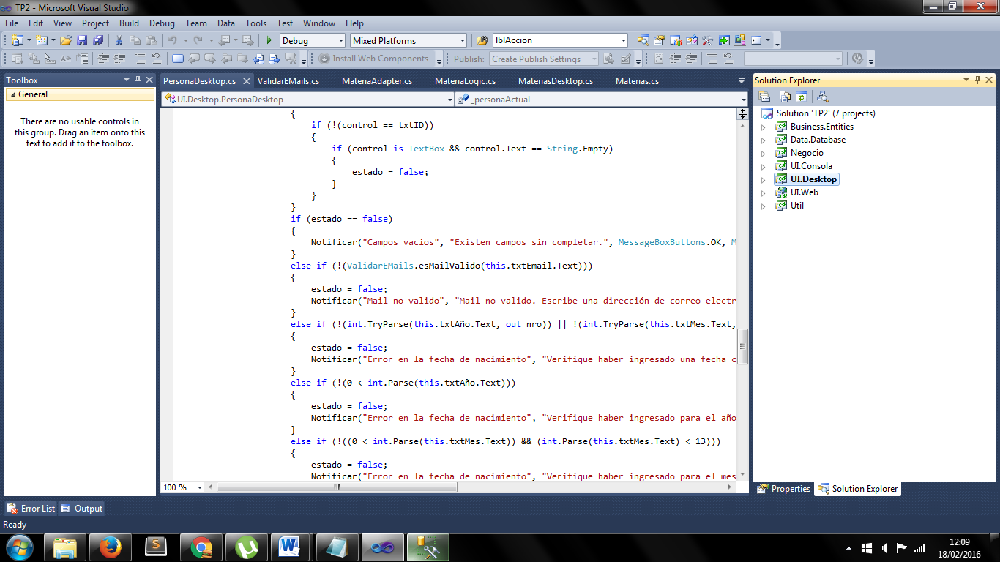 TP2 - Microsoft Visual Studio
File Edit View Project Build Debug Team Data Tools Test Window Help
Debug Mixed Platforms lblAccion
Install Web Components Publish: Create Publish Settings
Toolbox
General
There are no usable controls in
this group. Drag an item onto this
text to add it to the toolbox.
PersonaDesktop.cs ValidarEMails.cs MateriaAdapter.cs MateriaLogic.cs MateriasDesktop.cs Materias.cs
UI.Desktop.PersonaDesktop _personaActual
{
if (!(control == txtID))
{
if (control is TextBox && control.Text == String.Empty)
{
estado = false;
}
}
}
if (estado == false)
{
Notificar("Campos vacíos", "Existen campos sin completar.", MessageBoxButtons.OK, M
}
else if (!(ValidarEMails.esMailValido(this.txtEmail.Text)))
{
estado = false;
Notificar("Mail no valido", "Mail no valido. Escribe una dirección de correo electr
}
else if (!(int.TryParse(this.txtAño.Text, out nro)) || !(int.TryParse(this.txtMes.Text,
{
estado = false;
Notificar("Error en la fecha de nacimiento", "Verifique haber ingresado una fecha c
}
else if (!(0 < int.Parse(this.txtAño.Text)))
{
estado = false;
Notificar("Error en la fecha de nacimiento", "Verifique haber ingresado para el año
}
else if (!((0 < int.Parse(this.txtMes.Text)) && (int.Parse(this.txtMes.Text) < 13)))
{
estado = false;
Notificar("Error en la fecha de nacimiento", "Verifique haber ingresado para el mes
100 %
Solution Explorer
Solution 'TP2' (7 projects)
Business.Entities
Data.Database
Negocio
UI.Consola
UI.Desktop
UI.Web
Util
Properties Solution Explorer
Error List Output
Ready
12:09
18/02/2016